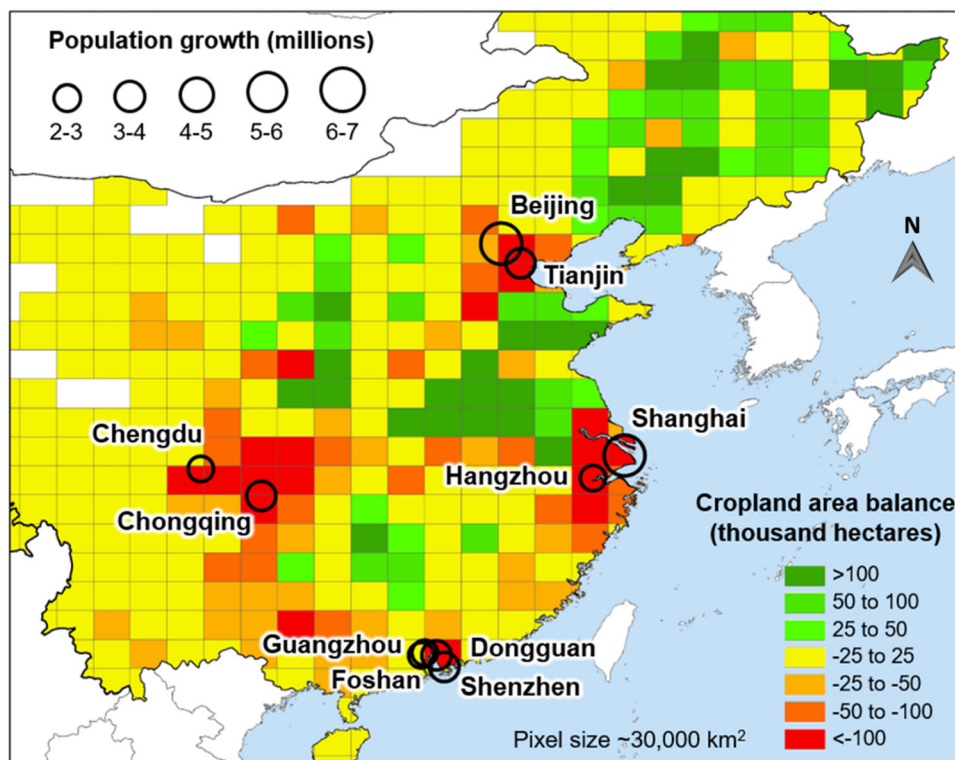 Population growth (millions)
2-3 3-4 4-5 5-6 6-7
Beijing
Tianjin
N
Shanghai
Chengdu
Hangzhou
Chongqing
Cropland area balance
(thousand hectares)
>100
50 to 100
25 to 50
-25 to 25
-25 to -50
-50 to -100
<-100
Guangzhou Dongguan
Foshan Shenzhen
Pixel size ~30,000 km²